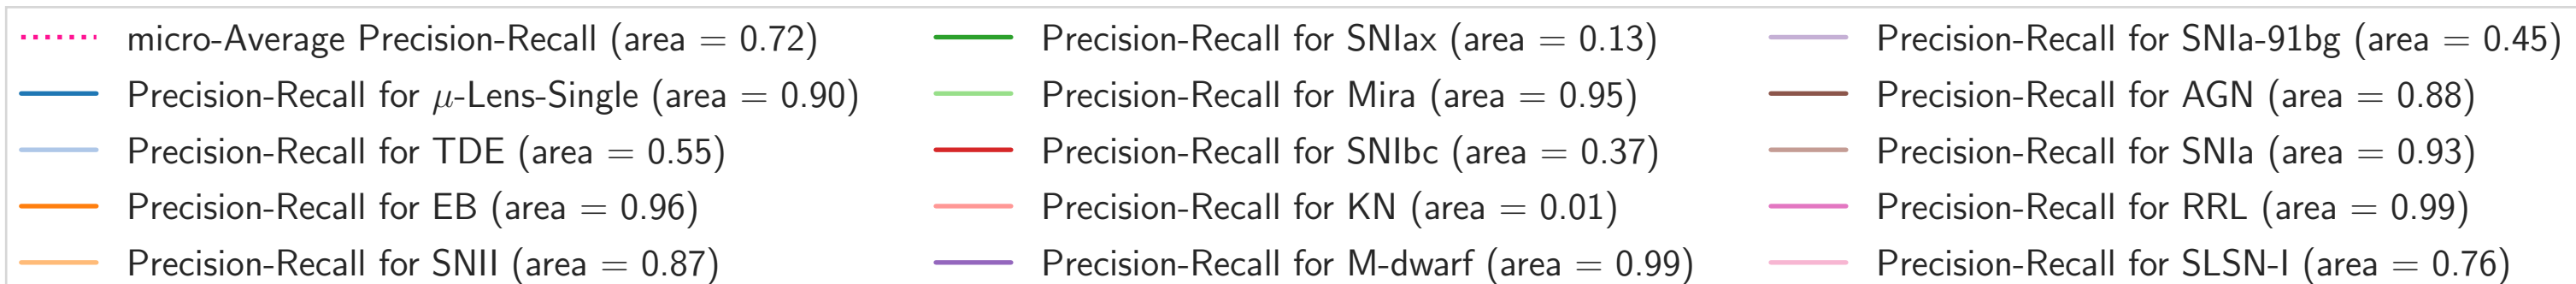 micro-Average Precision-Recall (area = 0.72)
Precision-Recall for μ-Lens-Single (area = 0.90)
Precision-Recall for TDE (area = 0.55)
Precision-Recall for EB (area = 0.96)
Precision-Recall for SNII (area = 0.87)
Precision-Recall for SNIax (area = 0.13)
Precision-Recall for Mira (area = 0.95)
Precision-Recall for SNIbc (area = 0.37)
Precision-Recall for KN (area = 0.01)
Precision-Recall for M-dwarf (area = 0.99)
Precision-Recall for SNIa-91bg (area = 0.45)
Precision-Recall for AGN (area = 0.88)
Precision-Recall for SNIa (area = 0.93)
Precision-Recall for RRL (area = 0.99)
Precision-Recall for SLSN-I (area = 0.76)